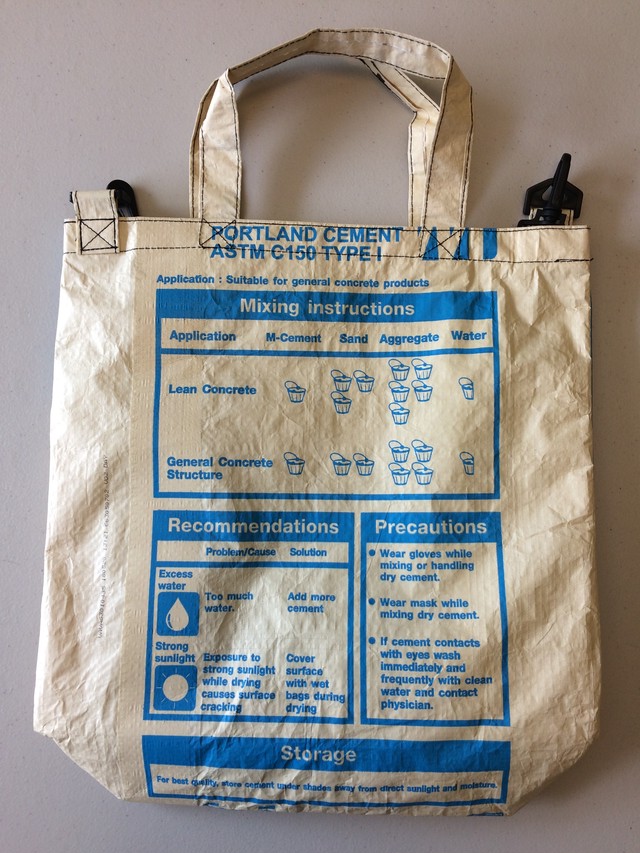 PORTLAND CEMENT
ASTM C150 TYPE I
Application : Suitable for general concrete products
Mixing instructions
Application M-Cement Sand Aggregate Water
Lean Concrete
General Concrete
Structure
Recommendations
Problem/Cause Solution
Excess
water
Too much
water.
Add more
cement
Strong
sunlight
Exposure to
strong sunlight
while drying
causes surface
cracking
Cover
surface
with wet
bags during
drying
Precautions
Wear gloves while
mixing or handling
dry cement.
Wear mask while
mixing dry cement.
If cement contacts
with eyes wash
immediately and
frequently with clean
water and contact
physician.
Storage
For best quality, store cement under shades away from direct sunlight and moisture.